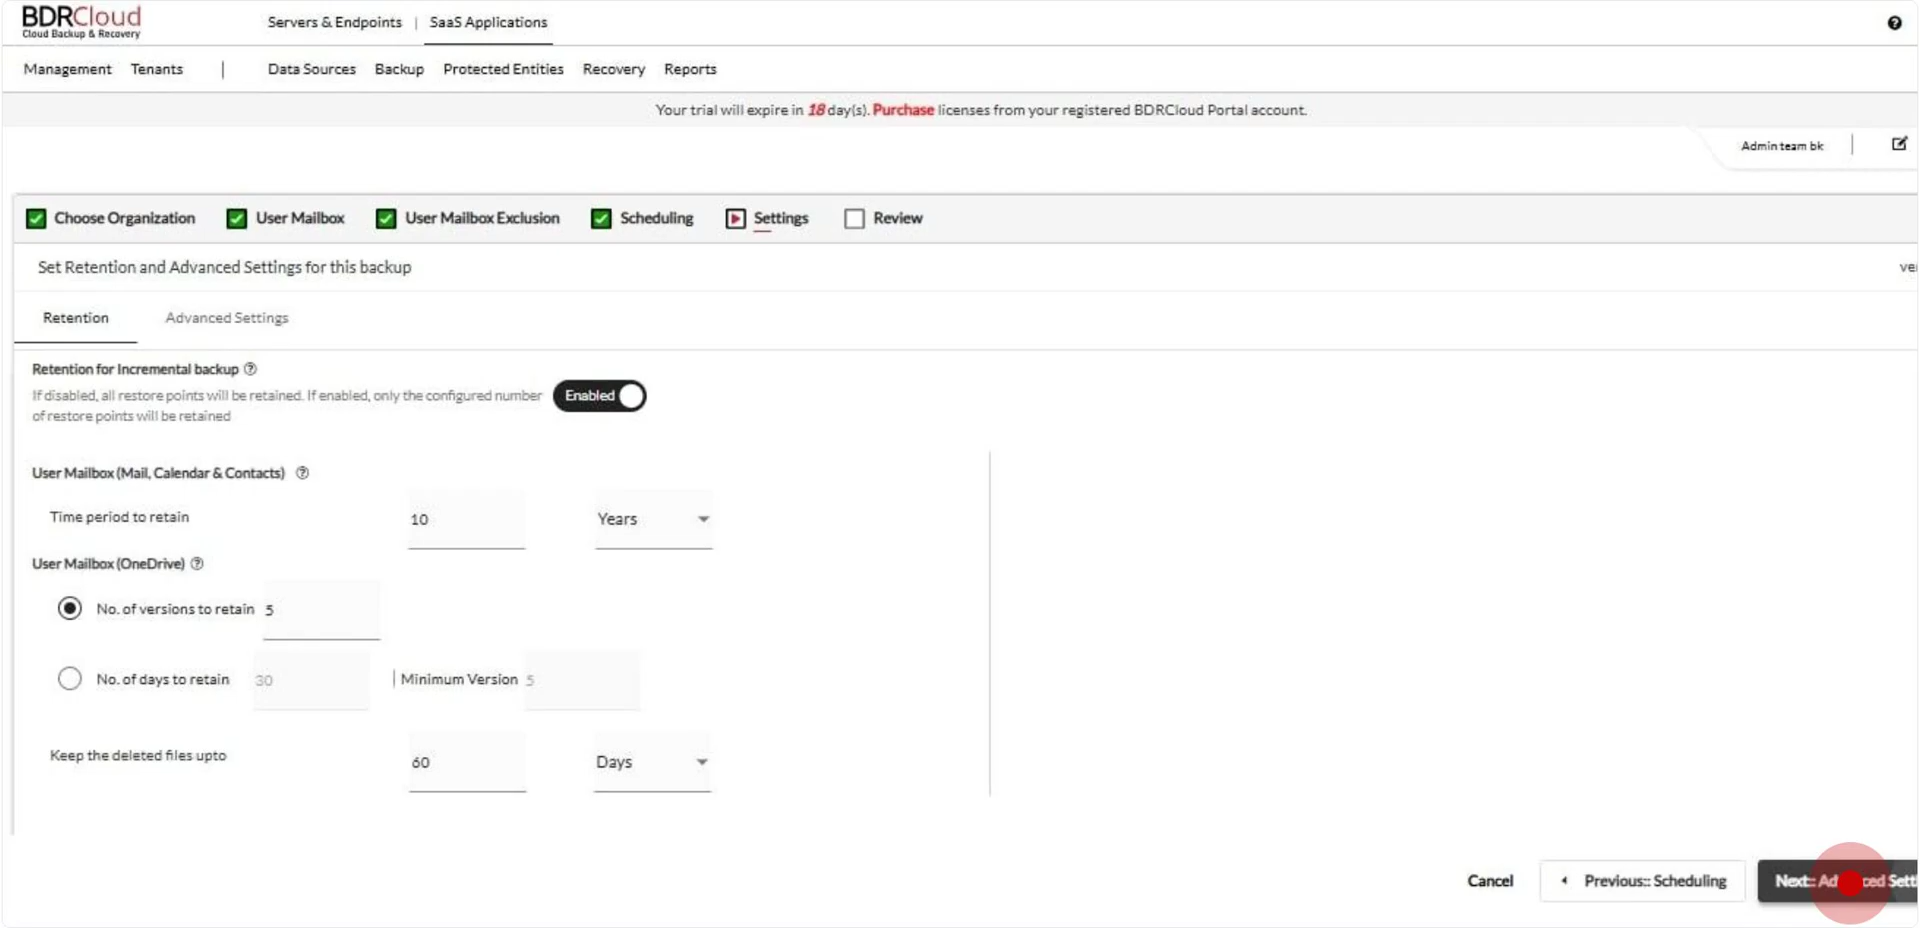 BDRCloud
Cloud Backup & Recovery
Servers & Endpoints | SaaS Applications
Management Tenants | Data Sources Backup Protected Entities Recovery Reports
Your trial will expire in 18 day(s). Purchase licenses from your registered BDRCloud Portal account.
Admin team bk
Choose Organization User Mailbox User Mailbox Exclusion Scheduling Settings Review
Set Retention and Advanced Settings for this backup
Retention Advanced Settings
Retention for Incremental backup
If disabled, all restore points will be retained. If enabled, only the configured number
of restore points will be retained
Enabled
User Mailbox (Mail, Calendar & Contacts)
Time period to retain 10 Years
User Mailbox (OneDrive)
No. of versions to retain 5
No. of days to retain 30 | Minimum Version 5
Keep the deleted files upto 60 Days
Cancel Previous:: Scheduling Next::